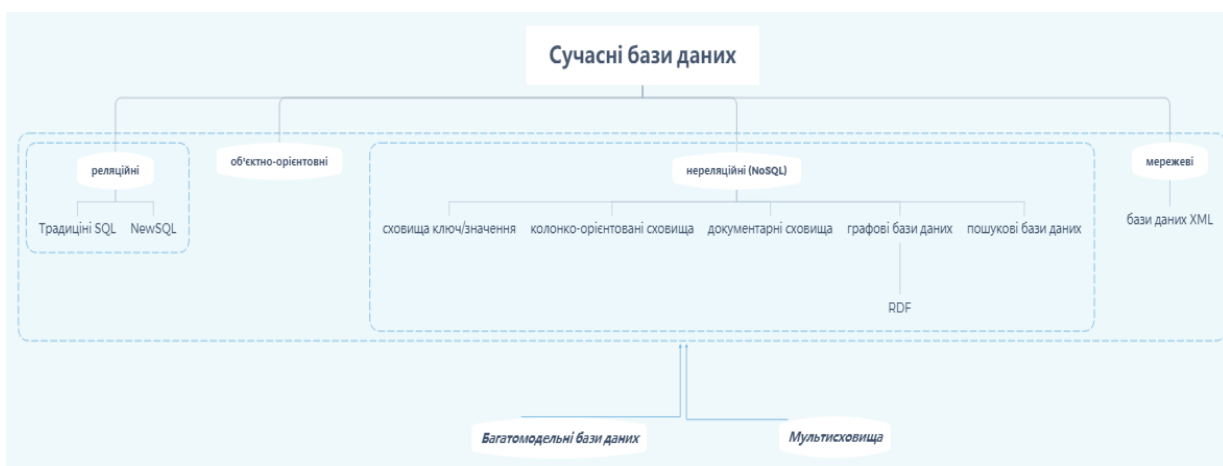 Сучасні бази даних
реляційні
об'єктно-орієнтовні
нереляційні (NoSQL)
мережеві
Традиціні SQL
NewSQL
сховища ключ/значення
колонко-орієнтовані сховища
документарні сховища
графові бази даних
пошукові бази даних
бази даних XML
RDF
Багатомодельні бази даних
Мультисховища